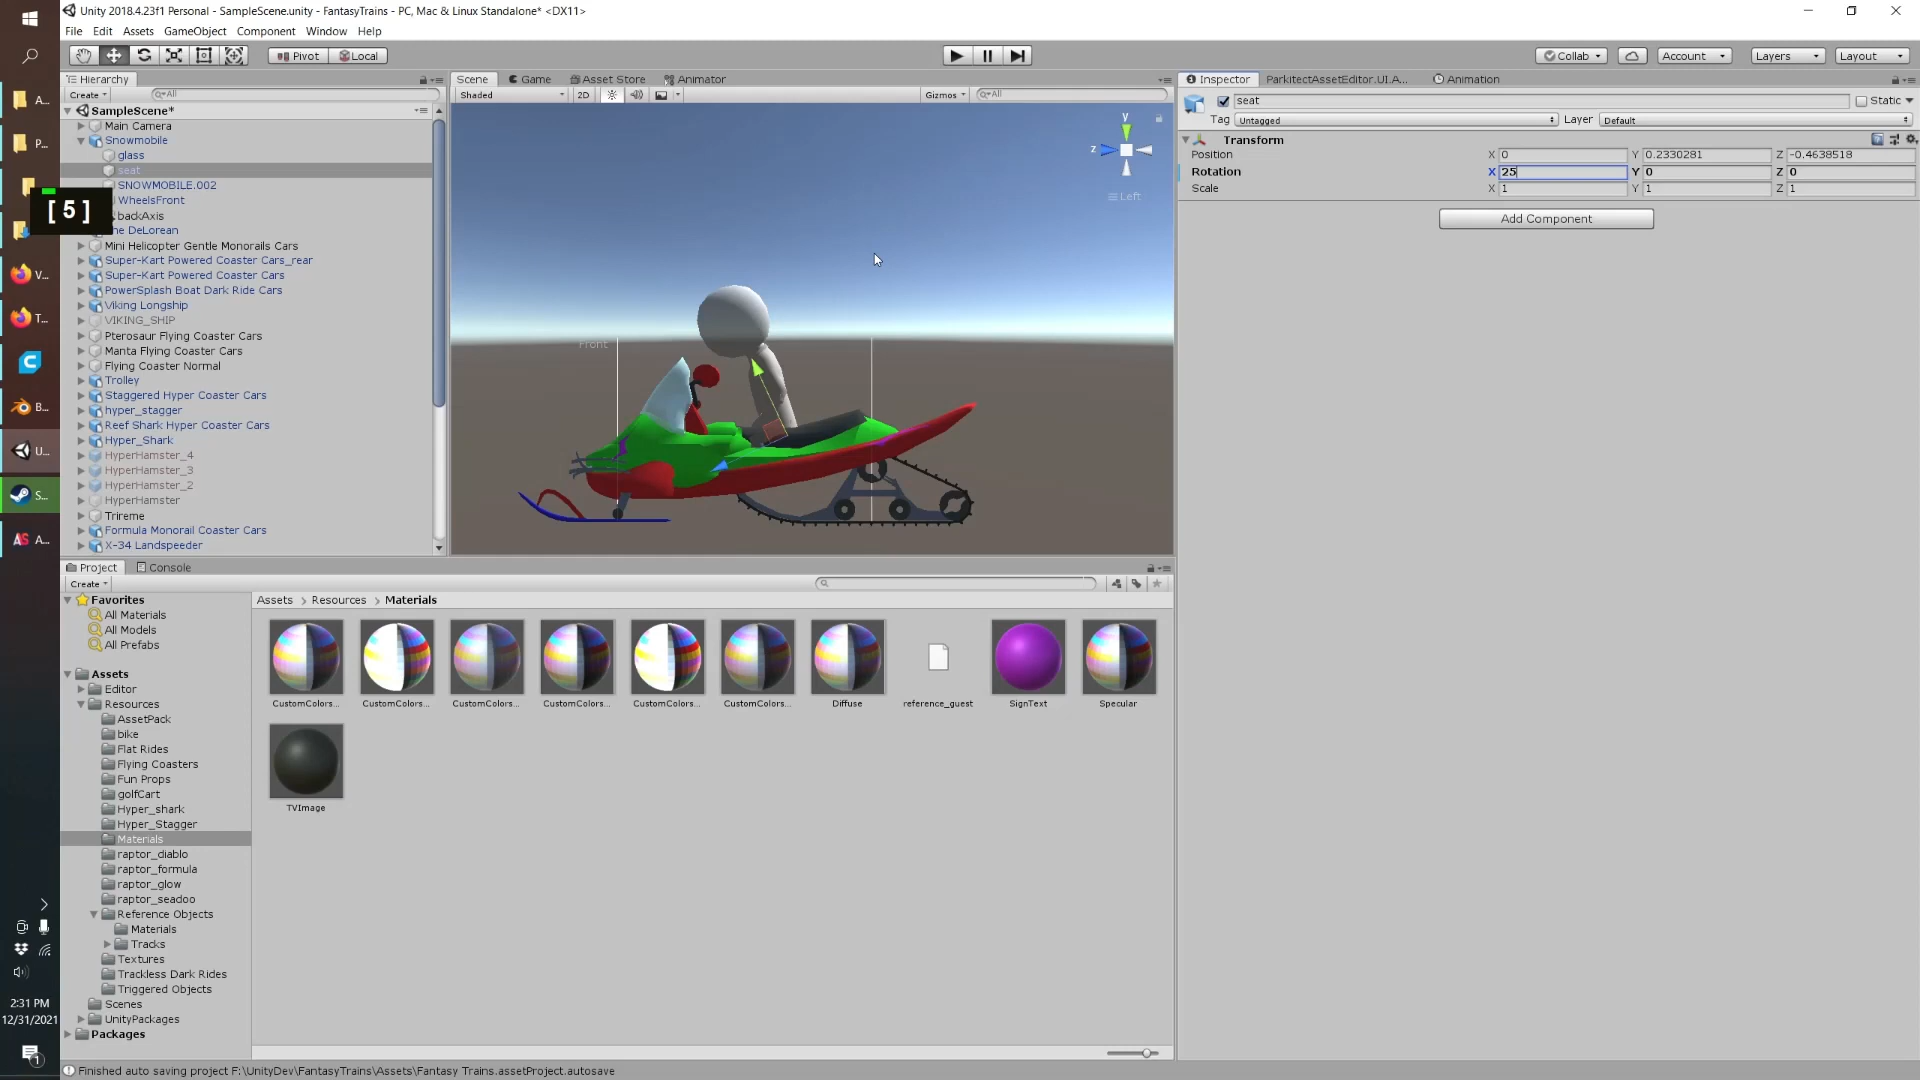 Unity 2018.4.23f1 Personal - SampleScene.unity - FantasyTrains - PC, Mac & Linux Standalone* <DX11>
File Edit Assets GameObject Component Window Help
Pivot Local
Collab Account Layers Layout
Hierarchy
Scene Game Asset Store Animator
Inspector ParkitectAssetEditor.UI.A... Animation
Create All
Shaded 2D Gizmos All
seat Static
Tag Untagged Layer Default
SampleScene*
Main Camera
Snowmobile
glass
seat
SNOWMOBILE.002
WheelsFront
backAxis
he DeLorean
Mini Helicopter Gentle Monorails Cars
Super-Kart Powered Coaster Cars_rear
Super-Kart Powered Coaster Cars
PowerSplash Boat Dark Ride Cars
Viking Longship
VIKING_SHIP
Pterosaur Flying Coaster Cars
Manta Flying Coaster Cars
Flying Coaster Normal
Trolley
Staggered Hyper Coaster Cars
hyper_stagger
Reef Shark Hyper Coaster Cars
Hyper_Shark
HyperHamster_4
HyperHamster_3
HyperHamster_2
HyperHamster
Trireme
Formula Monorail Coaster Cars
X-34 Landspeeder
y
z
Left
Front
Transform
Position X 0 Y 0.2330281 Z -0.4638518
Rotation X 25 Y 0 Z 0
Scale X 1 Y 1 Z 1
Add Component
[5]
A...
P...
V...
T...
B...
U...
S...
A...
2:31 PM
12/31/2021
1
Project Console
Create
Favorites
All Materials
All Models
All Prefabs
Assets
Editor
Resources
AssetPack
bike
Flat Rides
Flying Coasters
Fun Props
golfCart
Hyper_shark
Hyper_Stagger
Materials
raptor_diablo
raptor_formula
raptor_glow
raptor_seadoo
Reference Objects
Materials
Tracks
Textures
Trackless Dark Rides
Triggered Objects
Scenes
UnityPackages
Packages
Assets > Resources > Materials
CustomColors... CustomColors... CustomColors... CustomColors... CustomColors... CustomColors... Diffuse reference_guest SignText Specular
TVImage
Finished auto saving project F:\UnityDev\FantasyTrains\Assets\Fantasy Trains.assetProject.autosave